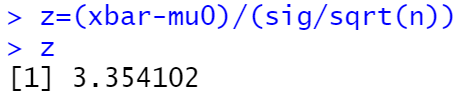 > z=(xbar-mu0)/(sig/sqrt(n))
> z
[1] 3.354102